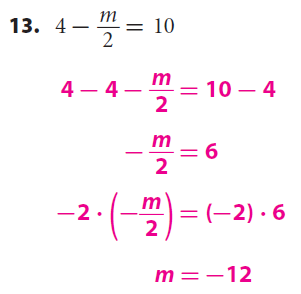 13. 4 − m/2 = 10
4 − 4 − m/2 = 10 − 4
− m/2 = 6
−2 · (− m/2) = (−2) · 6
m = −12